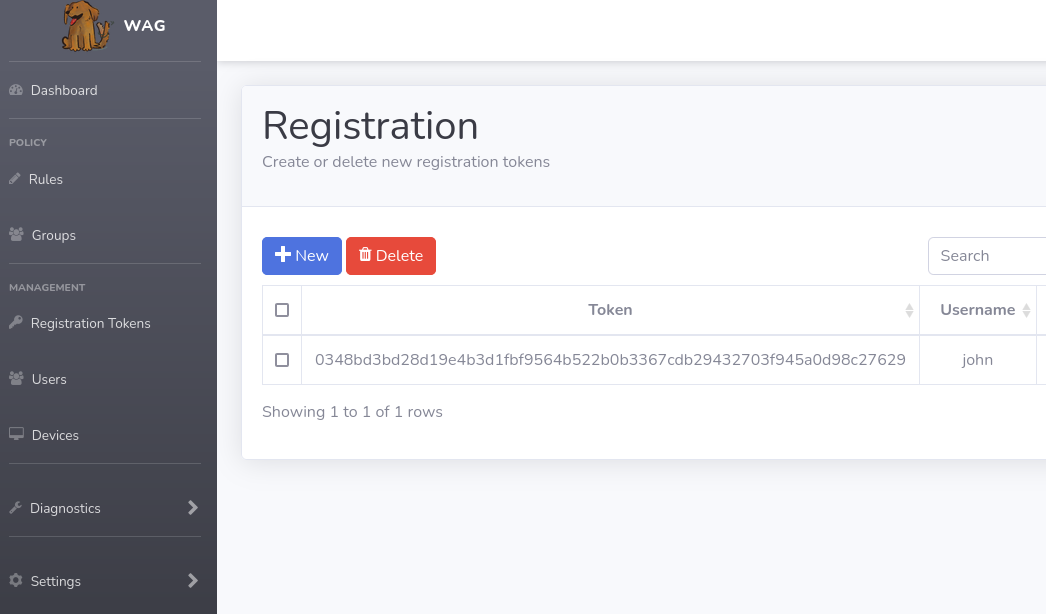 WAG
Dashboard
POLICY
Rules
Groups
MANAGEMENT
Registration Tokens
Users
Devices
Diagnostics
Settings
Registration
Create or delete new registration tokens
New Delete Search
Token Username
0348bd3bd28d19e4b3d1fbf9564b522b0b3367cdb29432703f945a0d98c27629 john
Showing 1 to 1 of 1 rows